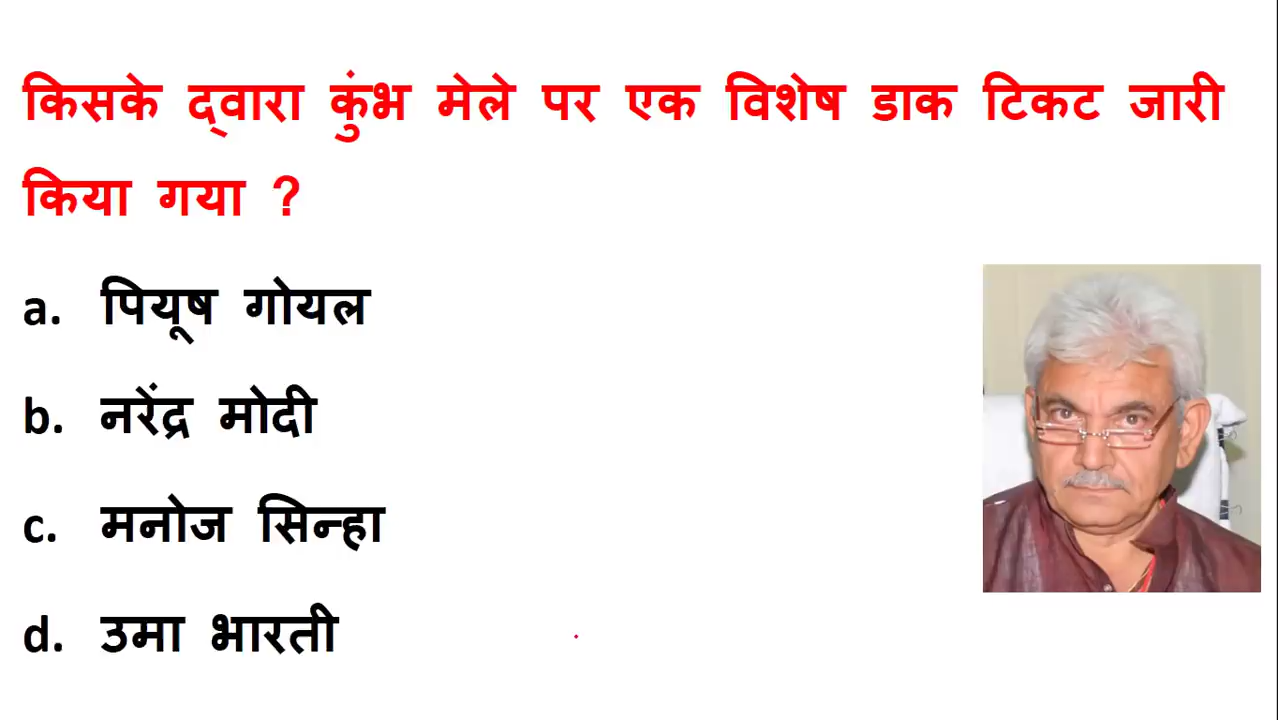 किसके द्वारा कुंभ मेले पर एक विशेष डाक टिकट जारी
किया गया ?
a. पियूष गोयल
b. नरेंद्र मोदी
c. मनोज सिन्हा
d. उमा भारती